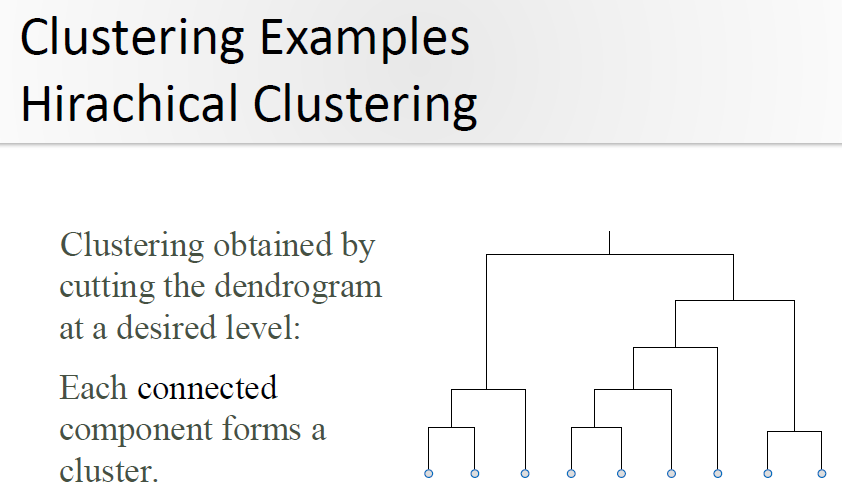 Clustering Examples
Hirachical Clustering
Clustering obtained by
cutting the dendrogram
at a desired level:
Each connected
component forms a
cluster.